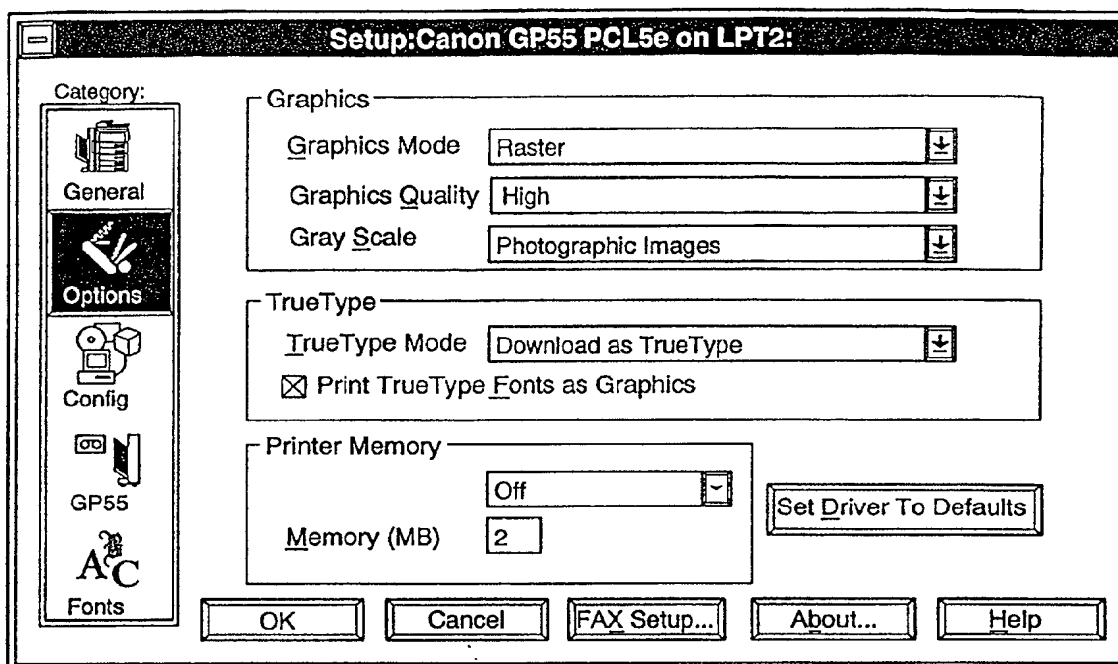 Setup:Canon GP55 PCL5e on LPT2:
Category:
General
Options
Config
GP55
Fonts
Graphics
Graphics Mode Raster
Graphics Quality High
Gray Scale Photographic Images
TrueType
TrueType Mode Download as TrueType
Print TrueType Fonts as Graphics
Printer Memory
Off
Memory (MB) 2
Set Driver To Defaults
OK Cancel FAX Setup... About... Help